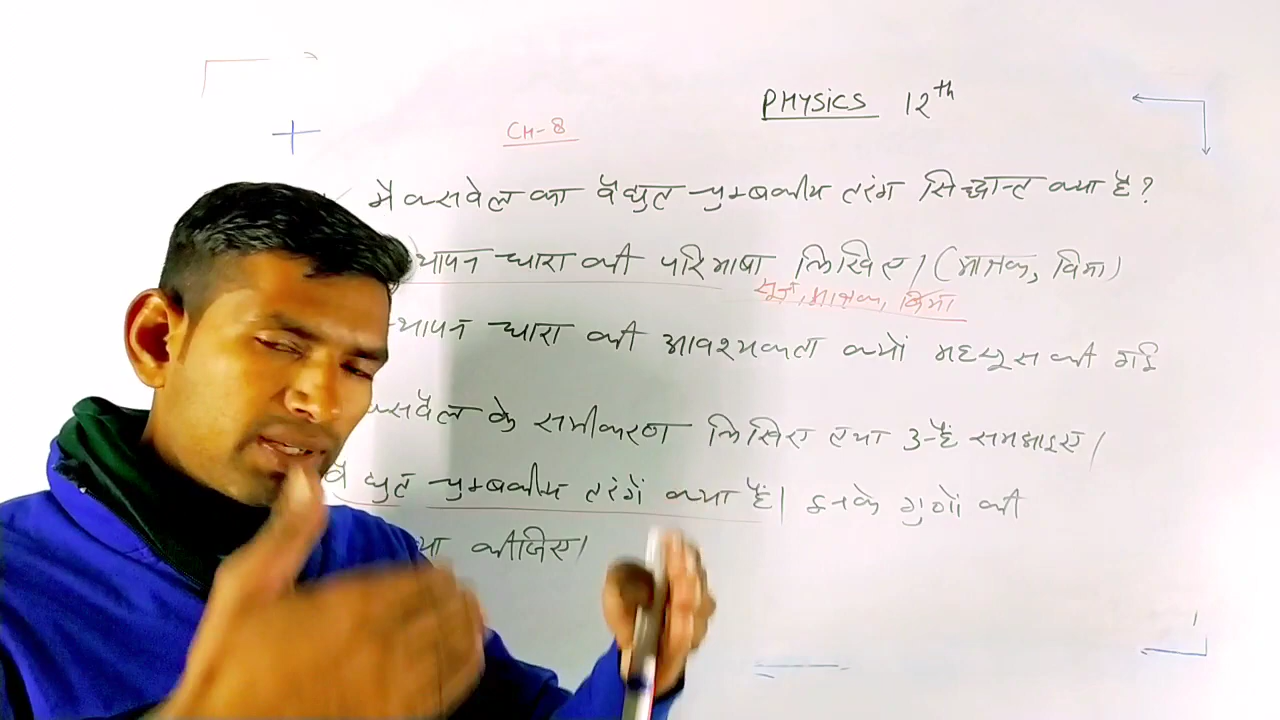 PHYSICS 12th
CH-8
मैक्सवेल का वैद्युत चुम्बकीय तरंग सिद्धान्त क्या है?
धारा की परिभाषा लिखिए। (मात्रक, विमा)
सूत्र, मात्रक, विमा
धारा की आवश्यकता क्यों महसूस की गई
के समीकरण लिखिए तथा उन्हें समझाइए।
वैद्युत चुम्बकीय तरंगें क्या हैं। इनके गुणों की
कीजिए।